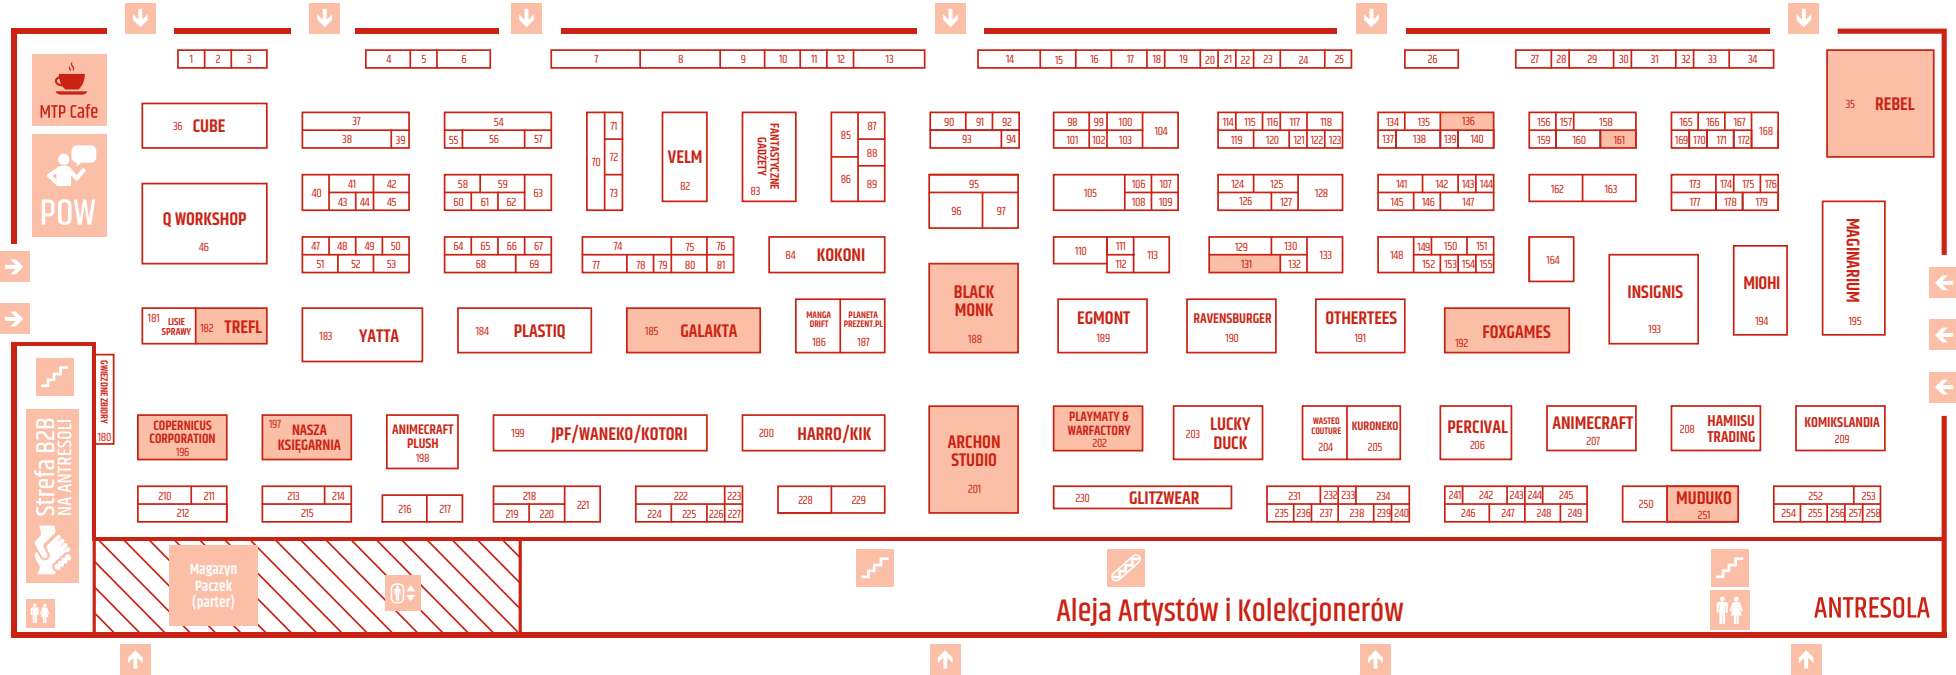 1 2 3 4 5 6 7 8 9 10 11 12 13 14 15 16 17 18 19 20 21 22 23 24 25 26 27 28 29 30 31 32 33 34
MTP Cafe
POW
35 REBEL
36 CUBE
37
38 39
54
55 56 57
70 71
72
73
VELM
82
FANTASTYCZNE
GADŻETY
83
85 87
88
86 89
90 91 92
93 94
98 99 100 104
101 102 103
114 115 116 117 118
119 120 121 122 123
134 135 136
137 138 139 140
156 157 158
159 160 161
165 166 167 168
169 170 171 172
Q WORKSHOP
46
40 41 42
43 44 45
58 59 63
60 61 62
95
96 97
105 106 107
108 109
124 125 128
126 127
141 142 143 144
145 146 147
162 163
173 174 175 176
177 178 179
MAGINARIUM
195
47 48 49 50
51 52 53
64 65 66 67
68 69
74 75 76
77 78 79 80 81
84 KOKONI
BLACK
MONK
188
110 111 113
112
129 130 133
131 132
148 149 150 151
152 153 154 155
164
INSIGNIS
193
MIOHI
194
181 LISIE
SPRAWY
182 TREFL
183 YATTA
184 PLASTIQ
185 GALAKTA
MANGA
DRIFT
186
PLANETA
PREZENT.PL
187
EGMONT
189
RAVENSBURGER
190
OTHERTEES
191
192 FOXGAMES
GWIEZDNE ZBIORY
180
Strefa B2B
NA ANTRESOLI
COPERNICUS
CORPORATION
196
197 NASZA
KSIĘGARNIA
ANIMECRAFT
PLUSH
198
199 JPF/WANEKO/KOTORI
200 HARRO/KIK
ARCHON
STUDIO
201
PLAYMATY &
WARFACTORY
202
203 LUCKY
DUCK
WASTED
COUTURE
204
KURONEKO
205
PERCIVAL
206
ANIMECRAFT
207
208 HAMIISU
TRADING
KOMIKSLANDIA
209
210 211
212
213 214
215
216 217
218 221
219 220
222 223
224 225 226 227
228 229
230 GLITZWEAR
231 232 233 234
235 236 237 238 239 240
241 242 243 244 245
246 247 248 249
250 MUDUKO
251
252 253
254 255 256 257 258
Magazyn
Paczek
(parter)
Aleja Artystów i Kolekcjonerów
ANTRESOLA